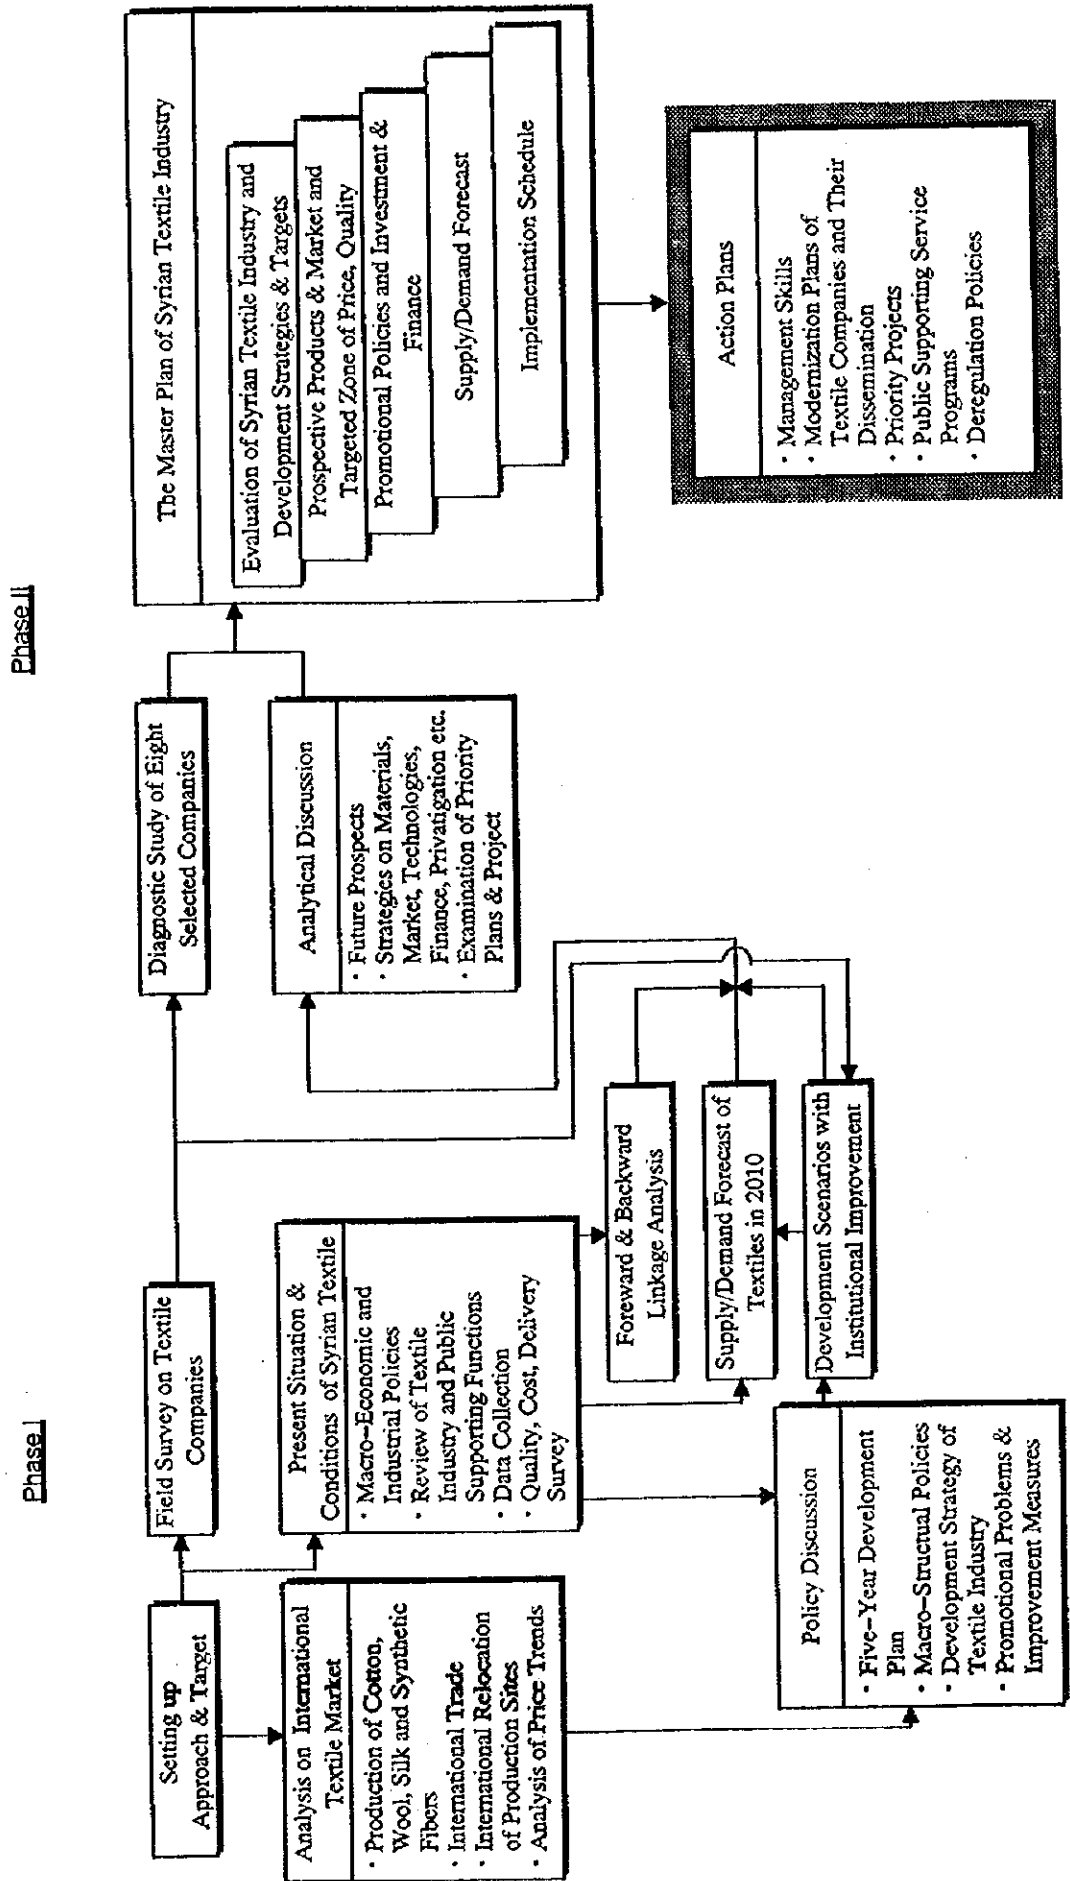 Phase I
Phase II
Setting up
Approach & Target
Field Survey on Textile
Companies
Diagnostic Study of Eight
Selected Companies
The Master Plan of Syrian Textile Industry
Evaluation of Syrian Textile Industry and
Development Strategies & Targets
Prospective Products & Market and
Targeted Zone of Price, Quality
Promotional Policies and Investment &
Finance
Supply/Demand Forecast
Implementation Schedule
Analysis on International
Textile Market
· Production of Cotton,
Wool, Silk and Synthetic
Fibers
· International Trade
· International Relocation
of Production Sites
· Analysis of Price Trends
Present Situation &
Conditions of Syrian Textile
· Macro-Economic and
Industrial Policies
· Review of Textile
Industry and Public
Supporting Functions
· Data Collection
· Quality, Cost, Delivery
Survey
Analytical Discussion
· Future Prospects
· Strategies on Materials,
Market, Technologies,
Finance, Privatigation etc.
· Examination of Priority
Plans & Project
Foreward & Backward
Linkage Analysis
Supply/Demand Forecast of
Textiles in 2010
Development Scenarios with
Institutional Improvement
Policy Discussion
· Five-Year Development
Plan
· Macro-Structual Policies
· Development Strategy of
Textile Industry
· Promotional Problems &
Improvement Measures
Action Plans
· Management Skills
· Modernization Plans of
Textile Companies and Their
Dissemination
· Priority Projects
· Public Supporting Service
Programs
· Deregulation Policies